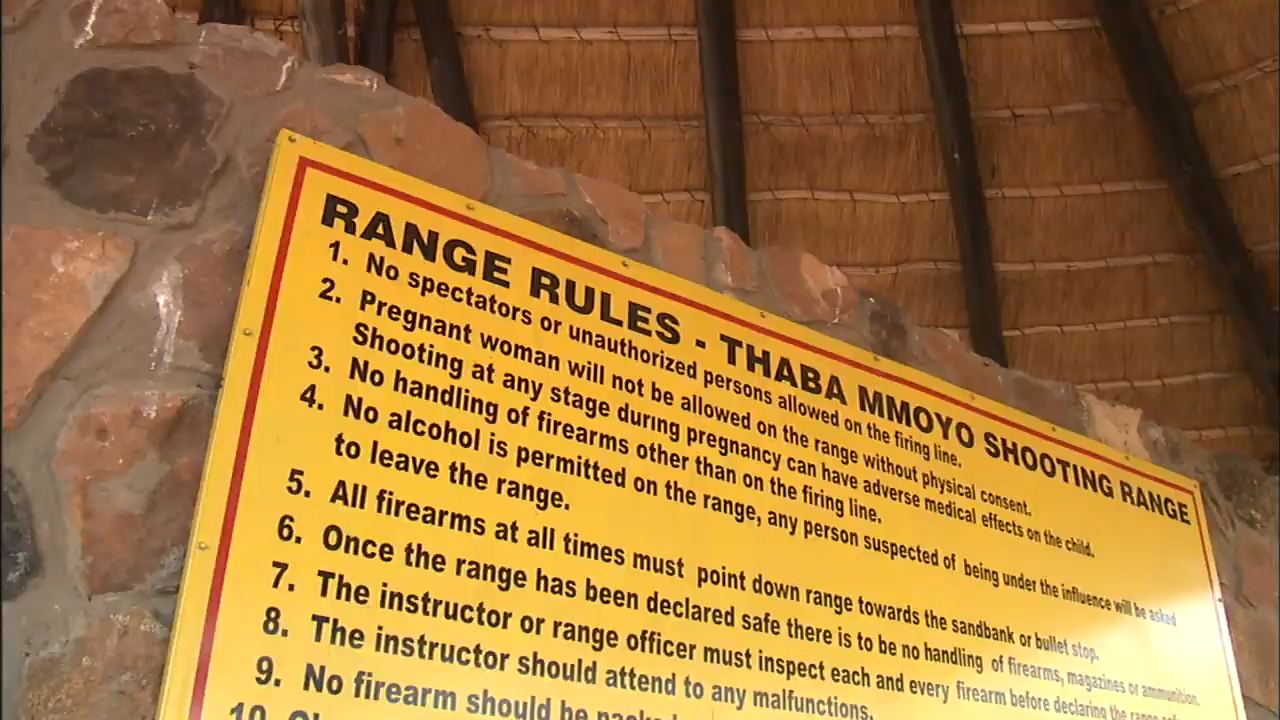 RANGE RULES - THABA MMOYO SHOOTING RANGE
1. No spectators or unauthorized persons allowed on the firing line.
2. Pregnant woman will not be allowed on the range without physical consent.
Shooting at any stage during pregnancy can have adverse medical effects on the child.
3. No handling of firearms other than on the firing line.
4. No alcohol is permitted on the range, any person suspected of being under the influence will be asked
to leave the range.
5. All firearms at all times must point down range towards the sandbank or bullet stop.
6. Once the range has been declared safe there is to be no handling of firearms, magazines or ammunition.
7. The instructor or range officer must inspect each and every firearm before declaring the range
8. The instructor should attend to any malfunctions.
9. No firearm should be
10.